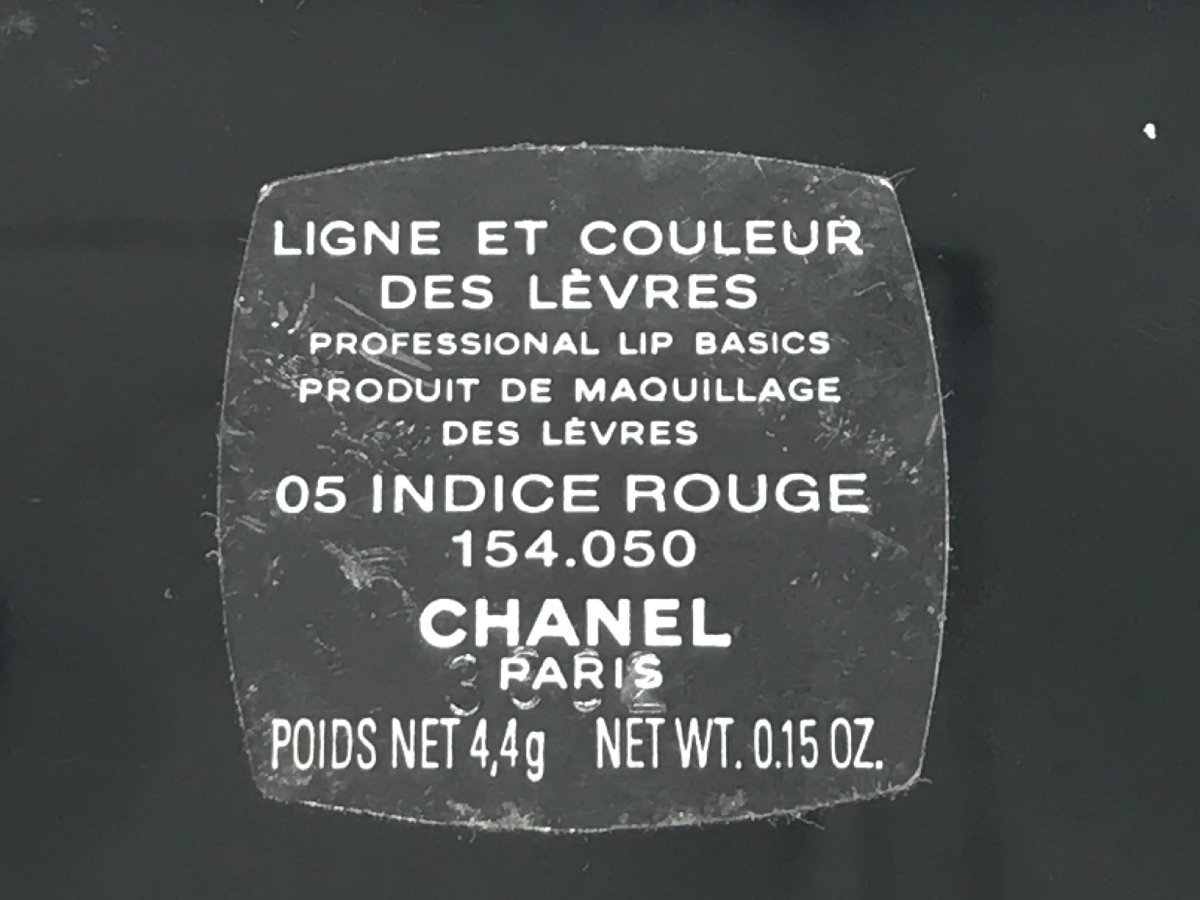 LIGNE ET COULEUR
DES LÈVRES
PROFESSIONAL LIP BASICS
PRODUIT DE MAQUILLAGE
DES LÈVRES
05 INDICE ROUGE
154.050
CHANEL
PARIS
POIDS NET 4,4g NET WT. 0.15 OZ.